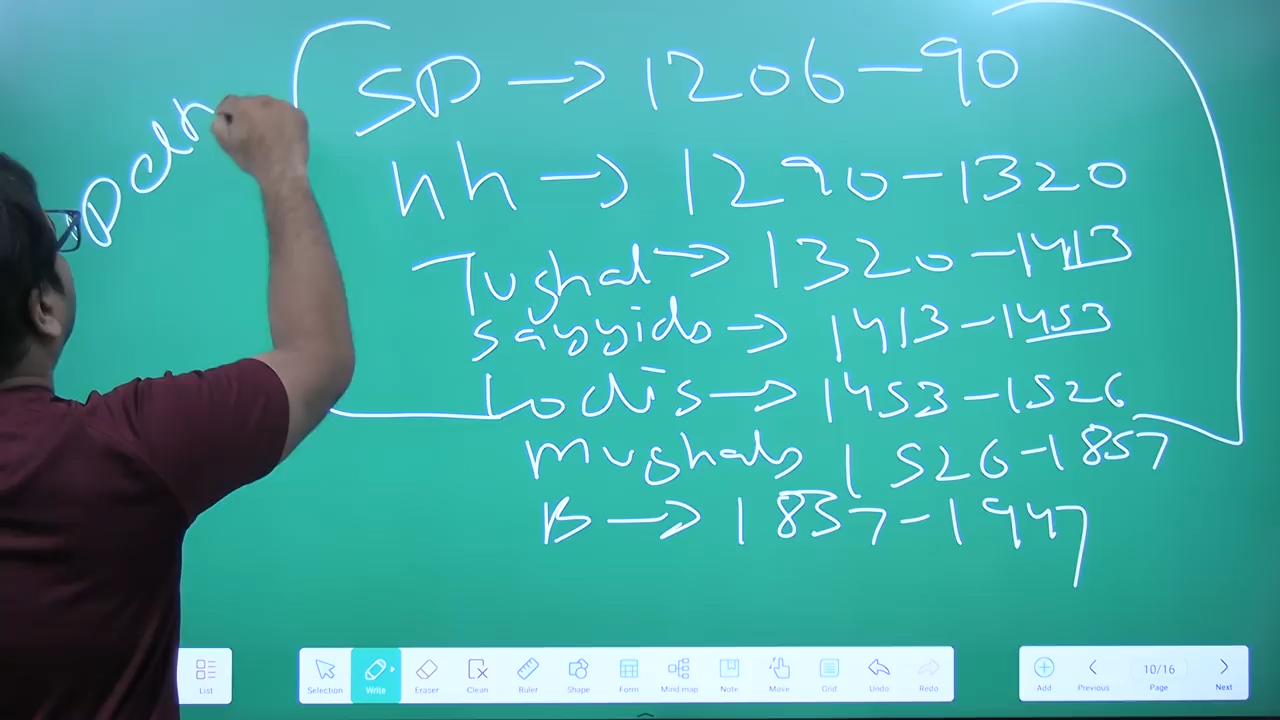 SD → 1206-90
Kh → 1290-1320
Tughal → 1320-1413
Sayyids → 1413-1453
Lodis → 1453-1526
Mughals 1526-1857
B → 1857-1947
List
Selection Write Eraser Clean Ruler Shape Form Mind map Note Move Grid Undo Redo
Add Previous 10/16 Page Next